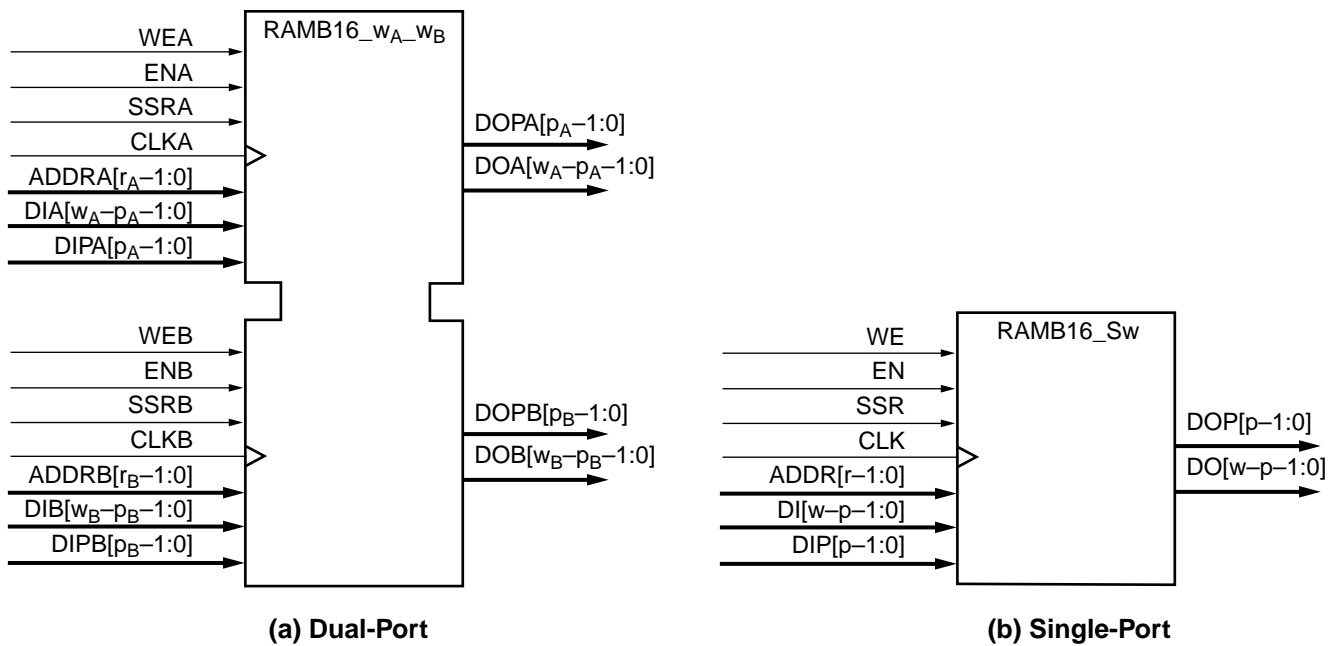 RAMB16_wA_wB
WEA
ENA
SSRA
CLKA
ADDRA[rA–1:0]
DIA[wA–pA–1:0]
DIPA[pA–1:0]
DOPA[pA–1:0]
DOA[wA–pA–1:0]
WEB
ENB
SSRB
CLKB
ADDRB[rB–1:0]
DIB[wB–pB–1:0]
DIPB[pB–1:0]
DOPB[pB–1:0]
DOB[wB–pB–1:0]
(a) Dual-Port
RAMB16_Sw
WE
EN
SSR
CLK
ADDR[r–1:0]
DI[w–p–1:0]
DIP[p–1:0]
DOP[p–1:0]
DO[w–p–1:0]
(b) Single-Port